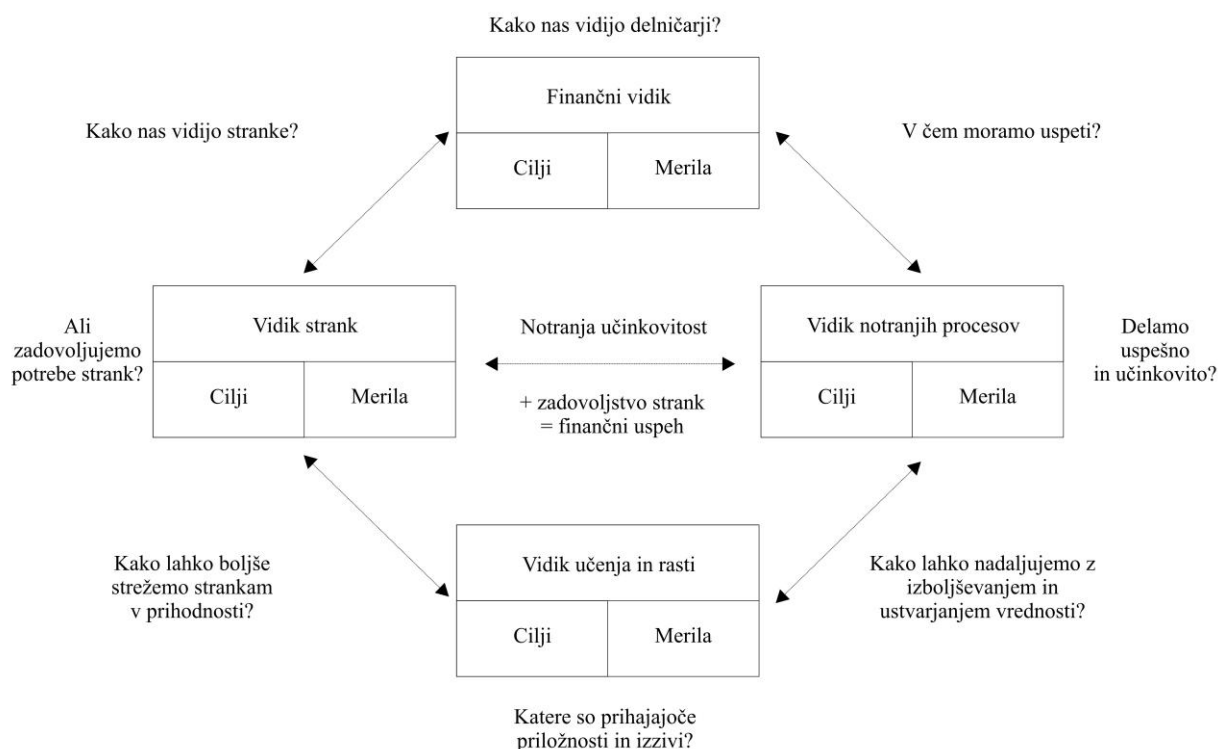 Kako nas vidijo delničarji?
Finančni vidik
Cilji
Merila
Kako nas vidijo stranke?
V čem moramo uspeti?
Ali
zadovoljujemo
potrebe strank?
Vidik strank
Cilji
Merila
Notranja učinkovitost
+ zadovoljstvo strank
= finančni uspeh
Vidik notranjih procesov
Cilji
Merila
Delamo
uspešno
in učinkovito?
Kako lahko boljše
strežemo strankam
v prihodnosti?
Vidik učenja in rasti
Cilji
Merila
Kako lahko nadaljujemo z
izboljševanjem in
ustvarjanjem vrednosti?
Katere so prihajajoče
priložnosti in izzivi?